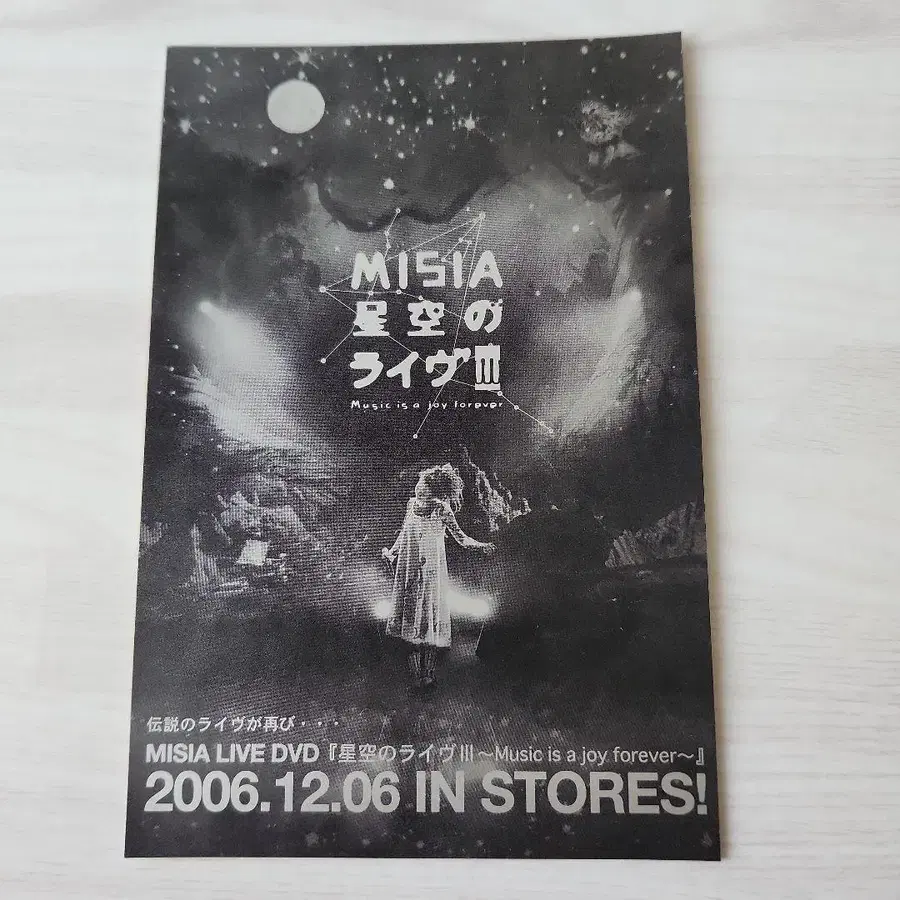 MISIA
星空の
ライヴⅢ
Music is a joy forever
伝説のライヴが再び・・・
MISIA LIVE DVD『星空のライヴⅢ～Music is a joy forever～』
2006.12.06 IN STORES!